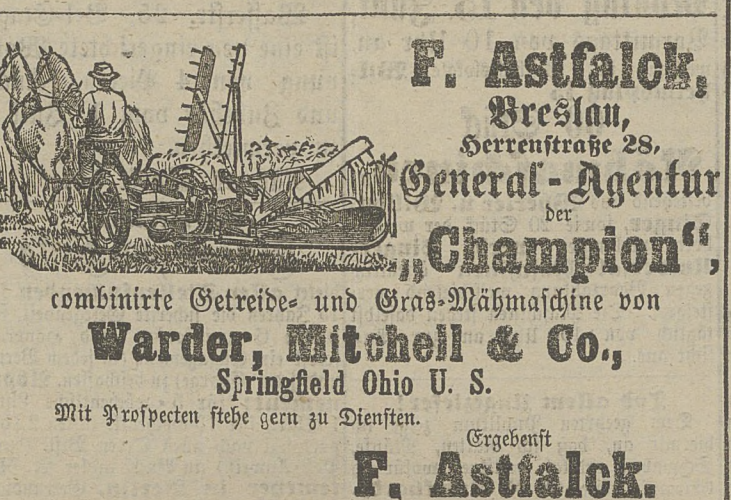 F. Astfalck,
Breslau,
Herrenstraße 28,
General-Agentur
der
„Champion“,
combinirte Getreide- und Gras-Mähmaschine von
Warder, Mitchell & Co.,
Springfield Ohio U. S.
Mit Prospecten stehe gern zu Diensten.
Ergebenst
F. Astfalck.